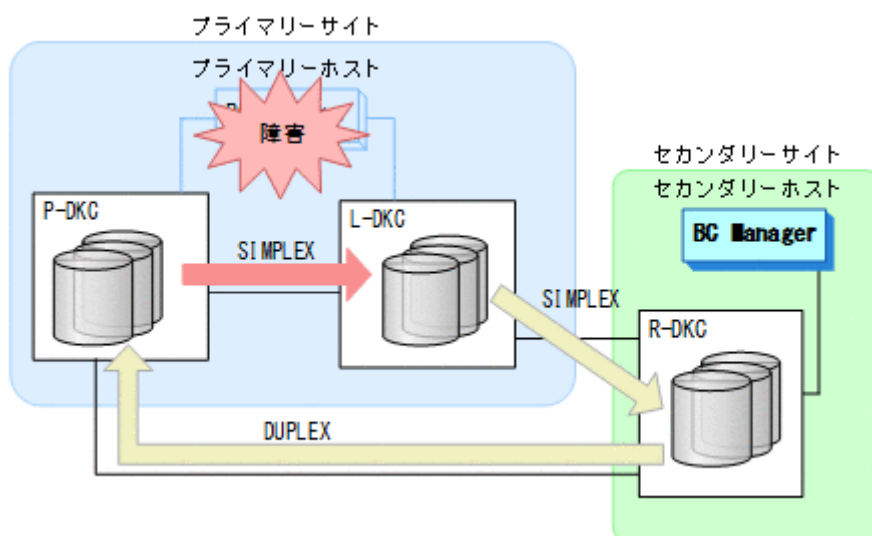 プライマリーサイト
プライマリーホスト
障害
セカンダリーサイト
セカンダリーホスト
P-DKC
L-DKC
BC Manager
SIMPLEX
SIMPLEX
R-DKC
DUPLEX